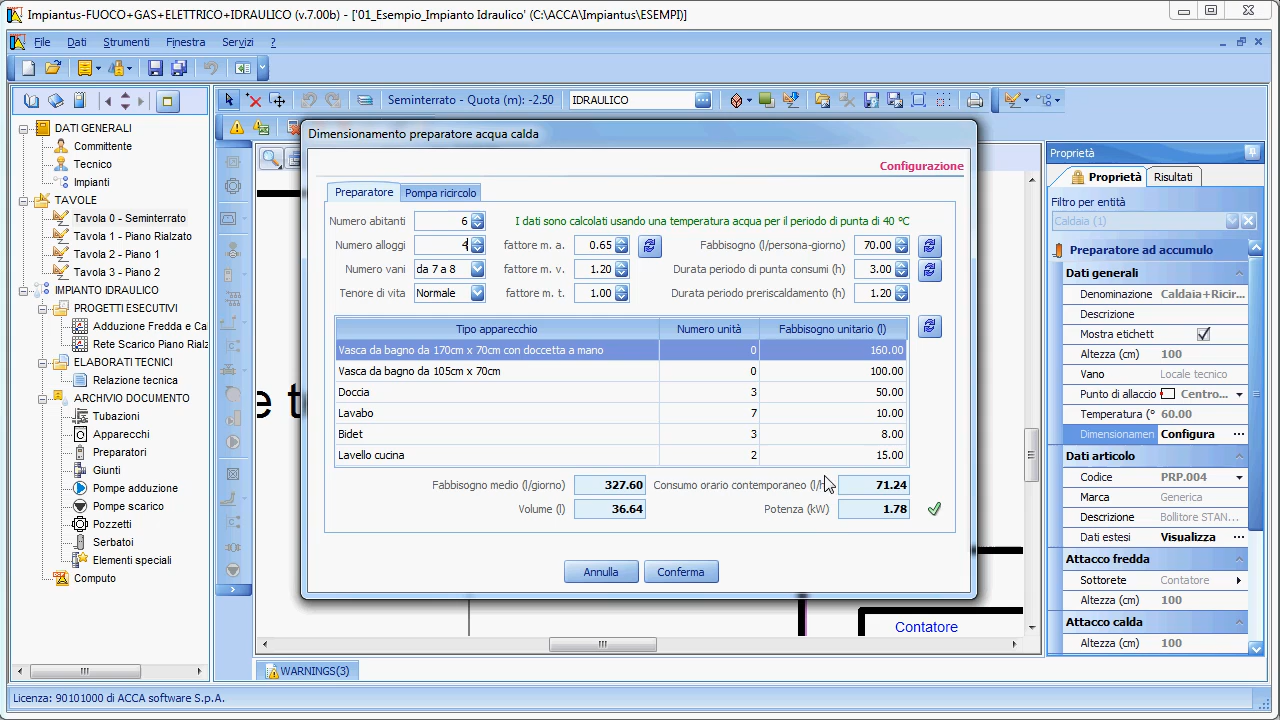 Impiantus-FUOCO+GAS+ELETTRICO+IDRAULICO (v.7.00b) - ['01_Esempio_Impianto Idraulico' (C:\ACCA\Impiantus\ESEMPI)]
File Dati Strumenti Finestra Servizi ?
Seminterrato - Quota (m): -2.50 IDRAULICO
DATI GENERALI
Committente
Tecnico
Impianti
TAVOLE
Tavola 0 - Seminterrato
Tavola 1 - Piano Rialzato
Tavola 2 - Piano 1
Tavola 3 - Piano 2
IMPIANTO IDRAULICO
PROGETTI ESECUTIVI
Adduzione Fredda e Ca
Rete Scarico Piano Rialz
ELABORATI TECNICI
Relazione tecnica
ARCHIVIO DOCUMENTO
Tubazioni
Apparecchi
Preparatori
Giunti
Pompe adduzione
Pompe scarico
Pozzetti
Serbatoi
Elementi speciali
Computo
Dimensionamento preparatore acqua calda
Configurazione
Preparatore Pompa ricircolo
Numero abitanti 6 I dati sono calcolati usando una temperatura acqua per il periodo di punta di 40 °C
Numero alloggi 4 fattore m. a. 0.65 Fabbisogno (l/persona-giorno) 70.00
Numero vani da 7 a 8 fattore m. v. 1.20 Durata periodo di punta consumi (h) 3.00
Tenore di vita Normale fattore m. t. 1.00 Durata periodo preriscaldamento (h) 1.20
Tipo apparecchio Numero unità Fabbisogno unitario (l)
Vasca da bagno da 170cm x 70cm con doccetta a mano 0 160.00
Vasca da bagno da 105cm x 70cm 0 100.00
Doccia 3 50.00
Lavabo 7 10.00
Bidet 3 8.00
Lavello cucina 2 15.00
Fabbisogno medio (l/giorno) 327.60 Consumo orario contemporaneo (l/h 71.24
Volume (l) 36.64 Potenza (kW) 1.78
Annulla Conferma
e t
Contatore
WARNINGS(3)
Proprietà
Proprietà Risultati
Filtro per entità
Caldaia (1)
Preparatore ad accumulo
Dati generali
Denominazione Caldaia+Ricir...
Descrizione
Mostra etichett
Altezza (cm) 100
Vano Locale tecnico
Punto di allaccio Centro...
Temperatura (° 60.00
Dimensionamen Configura ...
Dati articolo
Codice PRP.004
Marca Generica
Descrizione Bollitore STAN...
Dati estesi Visualizza ...
Attacco fredda
Sottorete Contatore
Altezza (cm) 100
Attacco calda
Altezza (cm) 100
Licenza: 90101000 di ACCA software S.p.A.